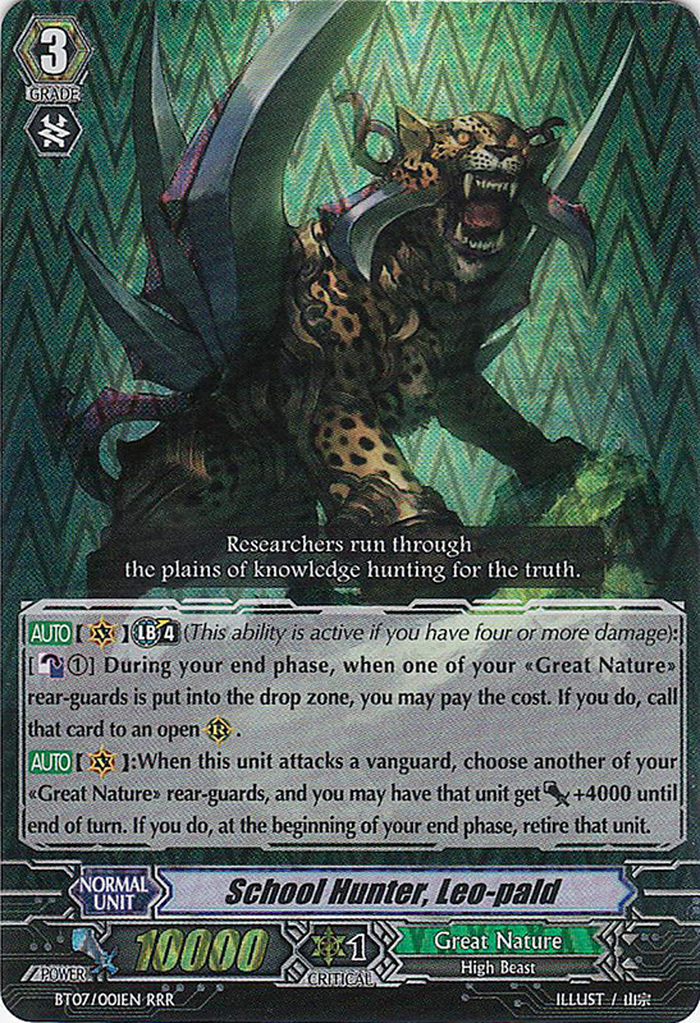 3
GRADE
Researchers run through
the plains of knowledge hunting for the truth.
AUTO [ V ] LB 4 (This ability is active if you have four or more damage):
[ ①] During your end phase, when one of your «Great Nature»
rear-guards is put into the drop zone, you may pay the cost. If you do, call
that card to an open R .
AUTO [ V ]:When this unit attacks a vanguard, choose another of your
«Great Nature» rear-guards, and you may have that unit get +4000 until
end of turn. If you do, at the beginning of your end phase, retire that unit.
NORMAL
UNIT
School Hunter, Leo-pald
POWER 10000
1
CRITICAL
Great Nature
High Beast
BT07/001EN RRR
ILLUST / 山宗